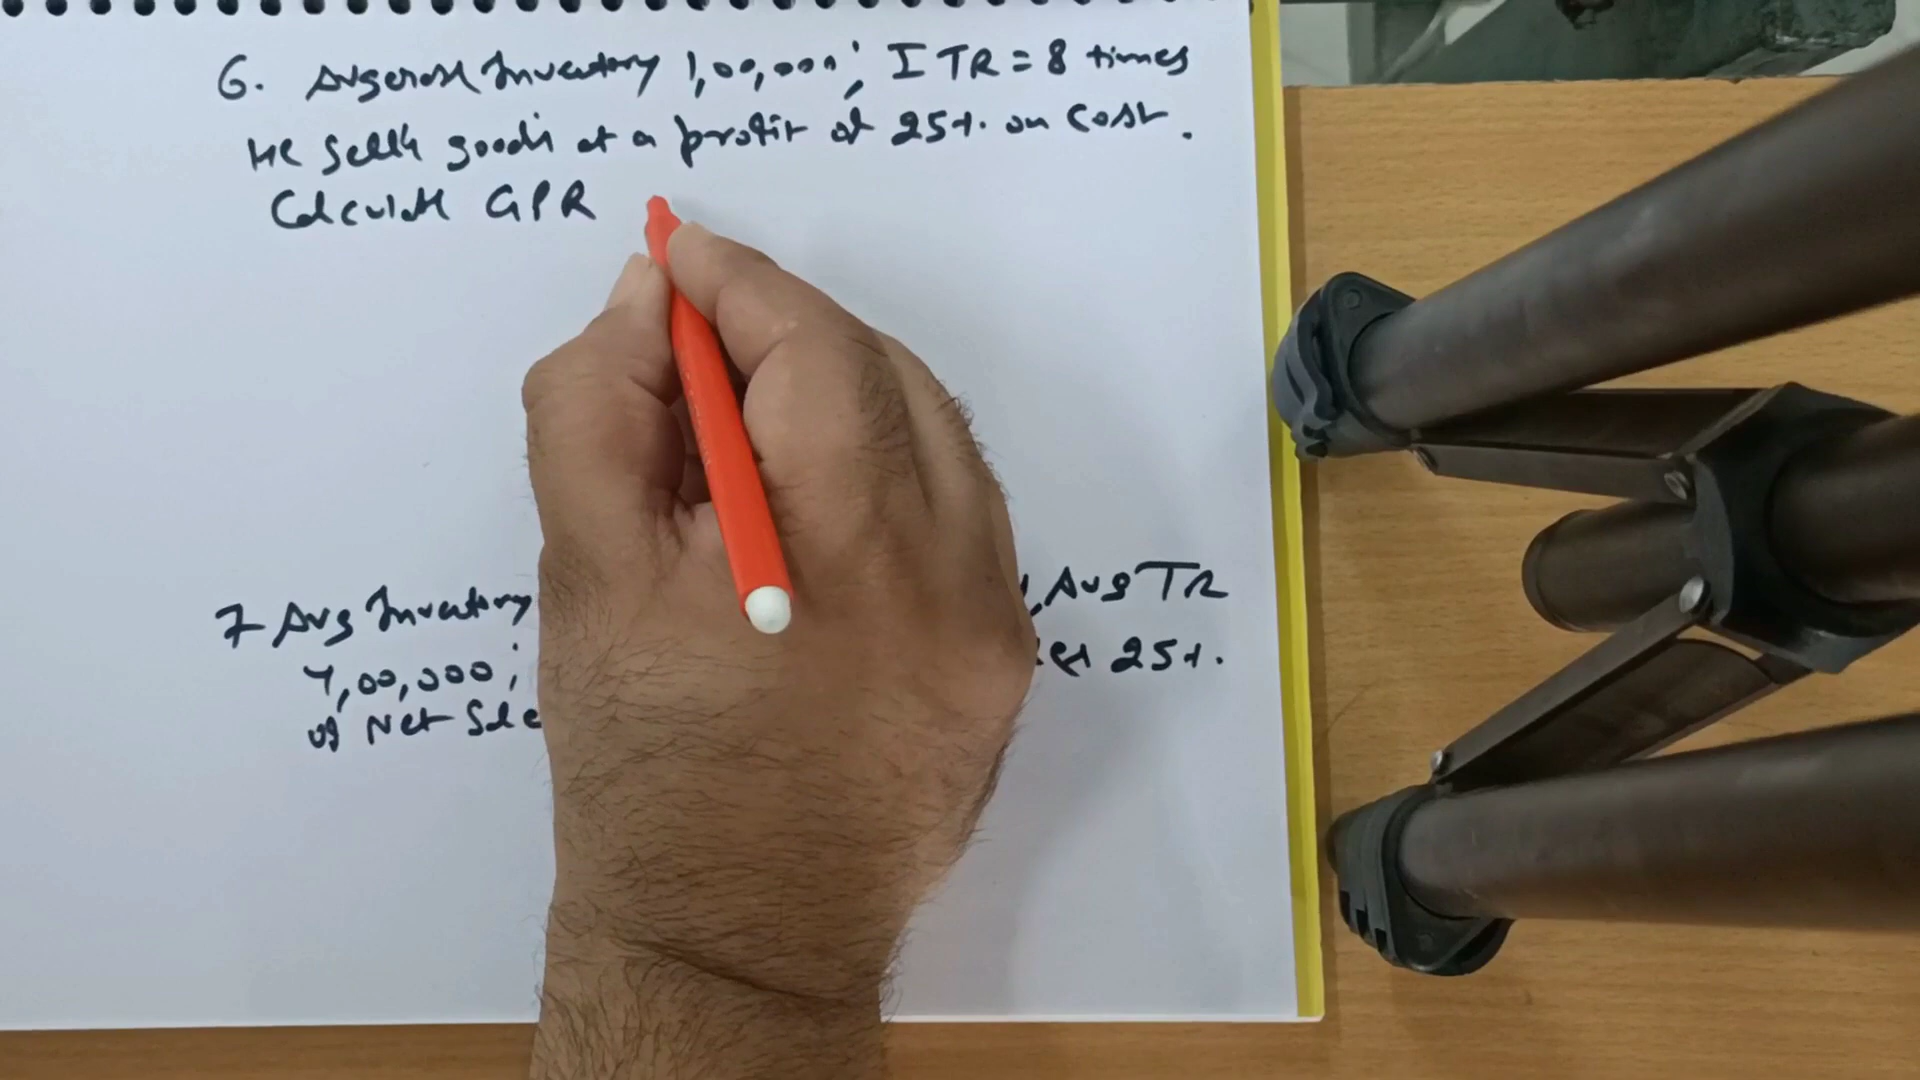 6. Average Inventory 1,00,000; ITR = 8 times
He sells goods at a profit of 25%. on Cost.
Calculate GPR
7 Avg Inventory , Avg TR
4,00,000; 25%.
of Net Sale